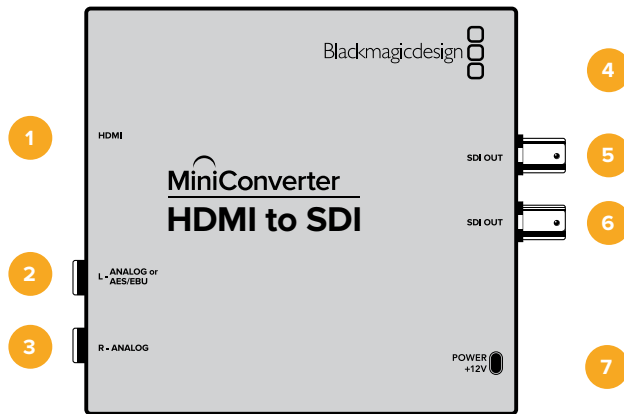 Blackmagicdesign
4
1
HDMI
SDI OUT
5
MiniConverter
HDMI to SDI
SDI OUT
6
2
L - ANALOG or
AES/EBU
3
R - ANALOG
POWER
+12V
7